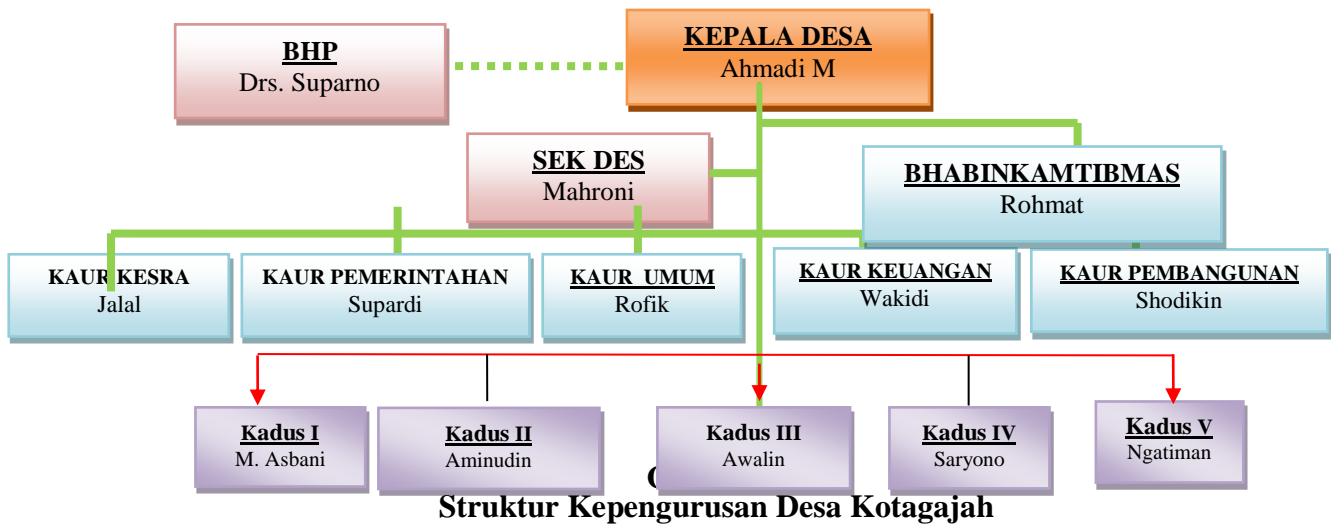 BHP
Drs. Suparno
KEPALA DESA
Ahmadi M
SEK DES
Mahroni
BHABINKAMTIBMAS
Rohmat
KAUR KESRA
Jalal
KAUR PEMERINTAHAN
Supardi
KAUR UMUM
Rofik
KAUR KEUANGAN
Wakidi
KAUR PEMBANGUNAN
Shodikin
Kadus I
M. Asbani
Kadus II
Aminudin
Kadus III
Awalin
Kadus IV
Saryono
Kadus V
Ngatiman
Struktur Kepengurusan Desa Kotagajah